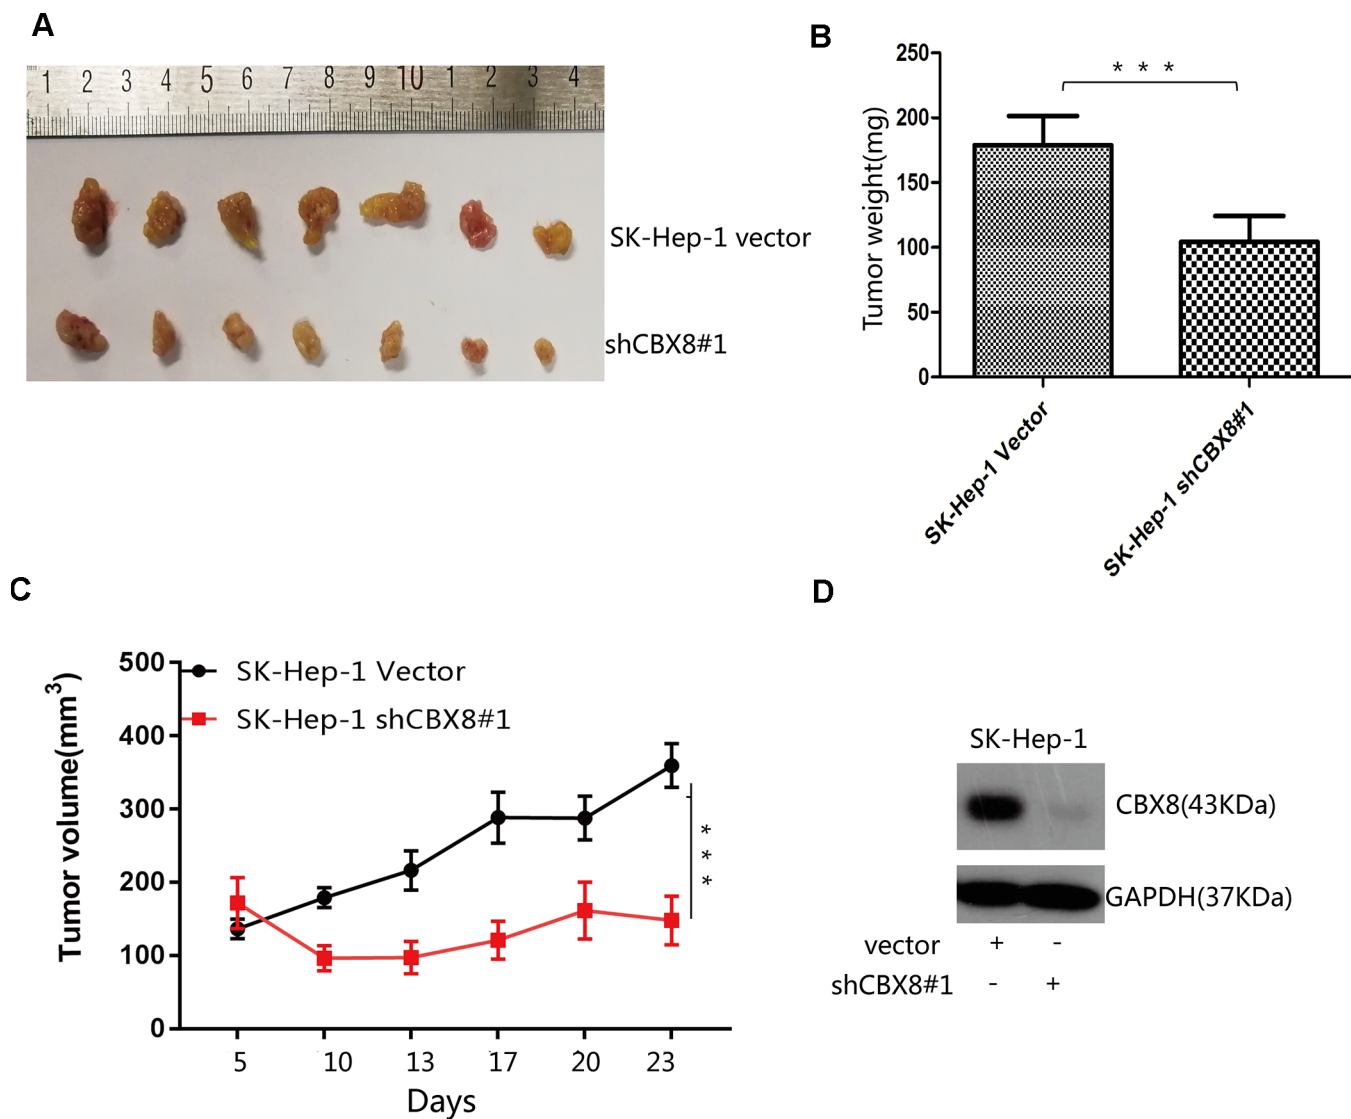 A
1 2 3 4 5 6 7 8 9 10 1 2 3 4
SK-Hep-1 vector
shCBX8#1
B
250
200
150
100
50
0
Tumor weight(mg)
* * *
SK-Hep-1 Vector
SK-Hep-1 shCBX8#1
C
500
400
300
200
100
0
Tumor volume(mm3)
SK-Hep-1 Vector
SK-Hep-1 shCBX8#1
* * *
5 10 13 17 20 23
Days
D
SK-Hep-1
CBX8(43KDa)
GAPDH(37KDa)
vector + -
shCBX8#1 - +